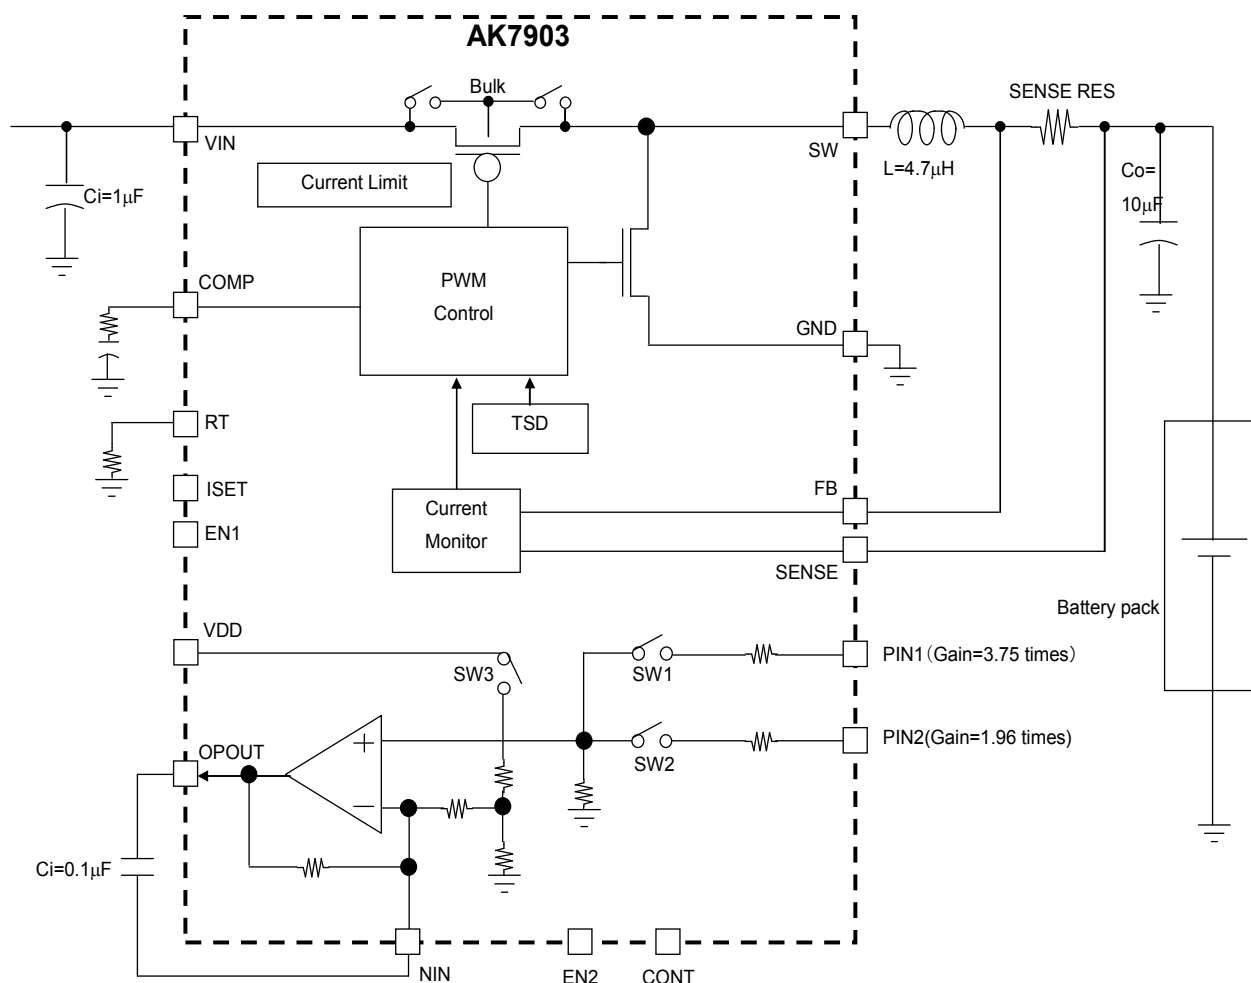 AK7903
Bulk
SENSE RES
VIN
SW
L=4.7μH
Current Limit
Ci=1μF
Co=
10μF
COMP
PWM
Control
GND
RT
TSD
ISET
FB
Current
Monitor
EN1
SENSE
Battery pack
VDD
SW3
SW1
PIN1(Gain=3.75 times)
OPOUT
+
SW2
PIN2(Gain=1.96 times)
－
Ci=0.1μF
NIN
EN2
CONT